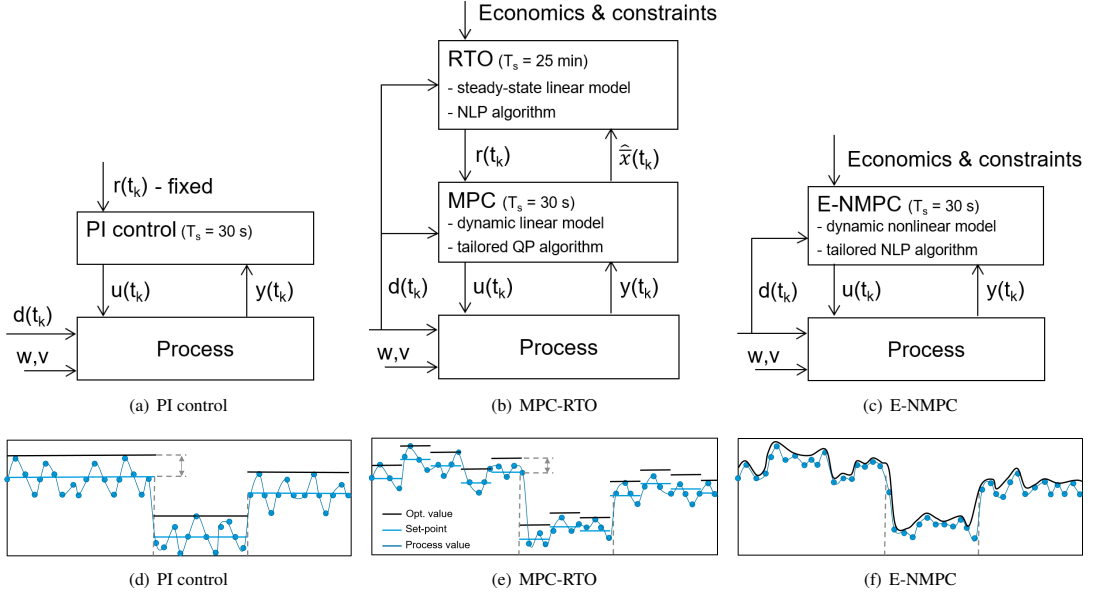 Economics & constraints
RTO (Ts = 25 min)
- steady-state linear model
- NLP algorithm
r(tk)
x̂̅(tk)
MPC (Ts = 30 s)
- dynamic linear model
- tailored QP algorithm
d(tk)
u(tk)
y(tk)
w,v
Process
(b) MPC-RTO
r(tk) - fixed
PI control (Ts = 30 s)
u(tk)
y(tk)
d(tk)
w,v
Process
(a) PI control
Economics & constraints
E-NMPC (Ts = 30 s)
- dynamic nonlinear model
- tailored NLP algorithm
d(tk)
u(tk)
y(tk)
w,v
Process
(c) E-NMPC
Opt. value
Set-point
Process value
(d) PI control
(e) MPC-RTO
(f) E-NMPC